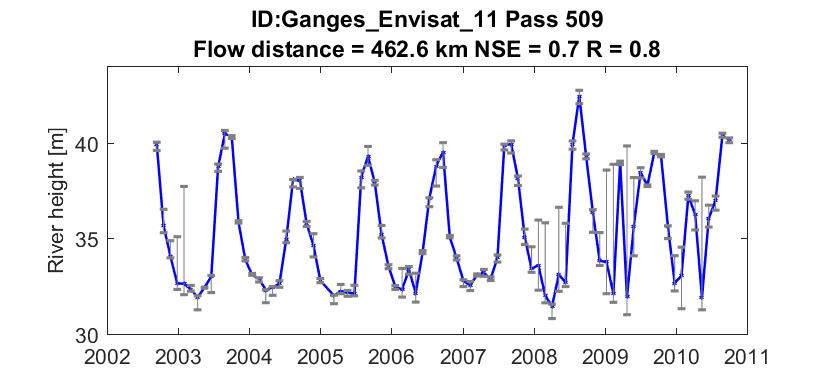 ID:Ganges_Envisat_11 Pass 509
Flow distance = 462.6 km NSE = 0.7 R = 0.8
River height [m]
40
35
30
2002 2003 2004 2005 2006 2007 2008 2009 2010 2011